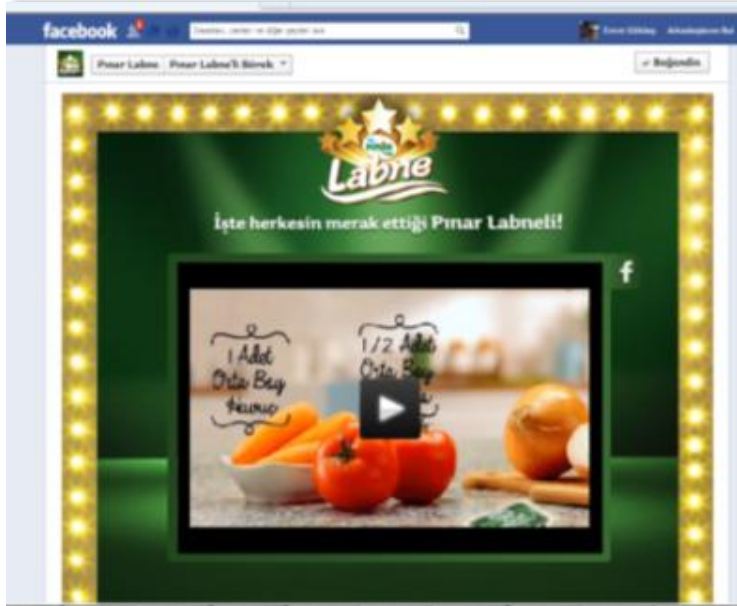 facebook
Pınar Labne Pınar Labne'li Börek
Beğendin
PINAR
Labne
İşte herkesin merak ettiği Pınar Labneli!
f
1 Adet
Orta Boy
Havuç
1/2 Adet
Orta Boy